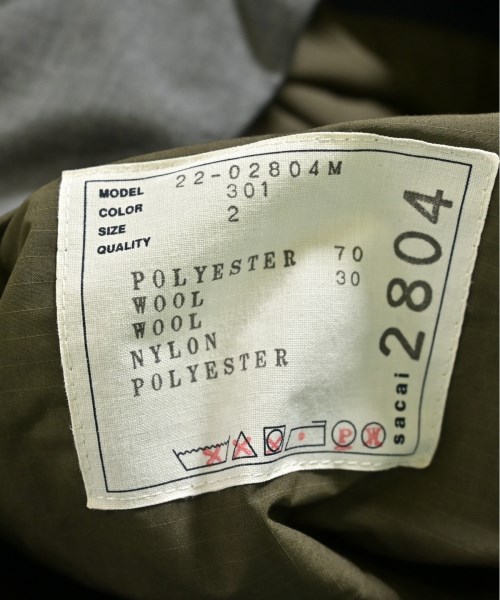 MODEL 22-02804M
COLOR 301
SIZE 2
QUALITY
POLYESTER 70
WOOL 30
WOOL
NYLON
POLYESTER
P W
sacai 2804